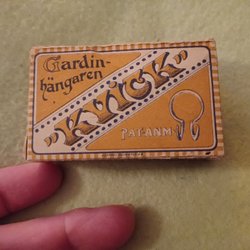 Gardin-
hängaren
"KNICK"
PAT. ANM.